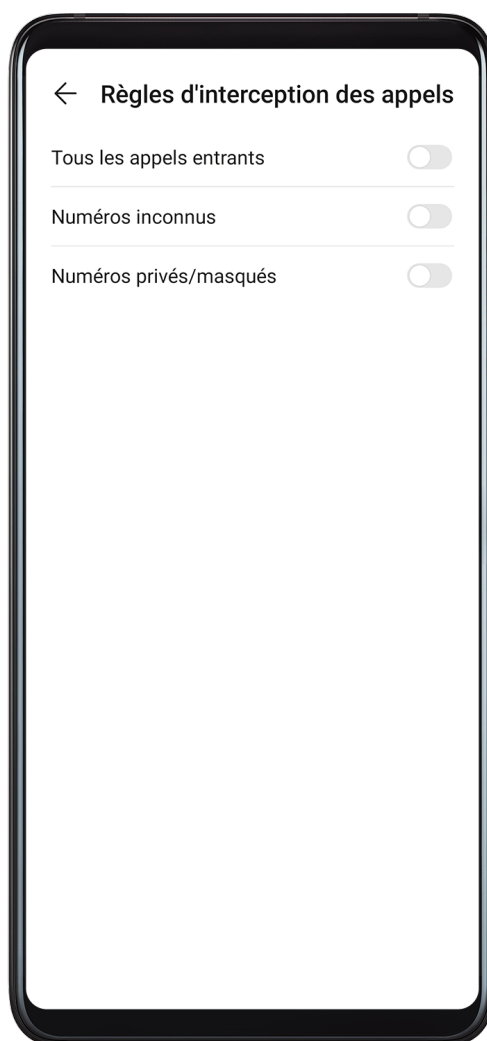 Règles d'interception des appels
Tous les appels entrants
Numéros inconnus
Numéros privés/masqués